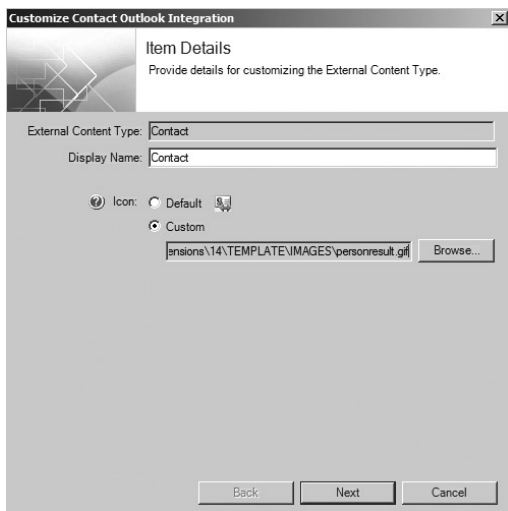 Customize Contact Outlook Integration
Item Details
Provide details for customizing the External Content Type.
External Content Type: Contact
Display Name: Contact
Icon: Default
Custom
ensions\14\TEMPLATE\IMAGES\personresult.gif Browse...
Back Next Cancel